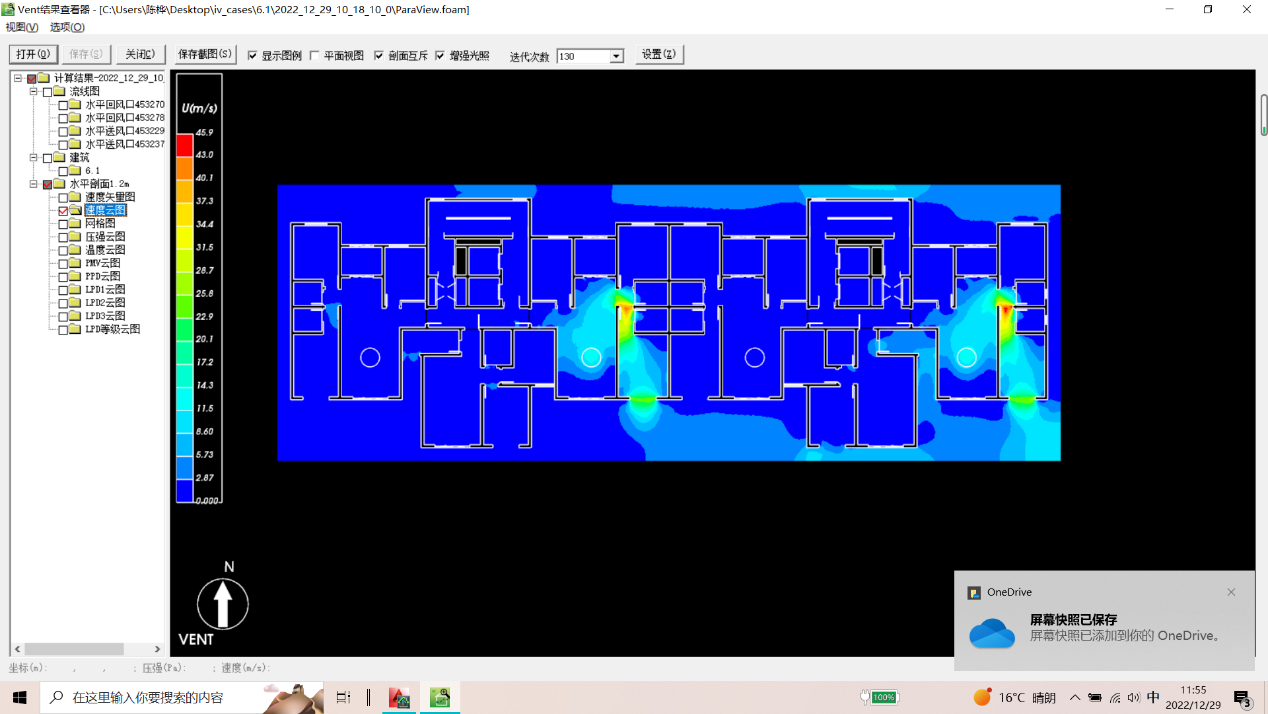 Vent结果查看器 - [C:\Users\陈桦\Desktop\iv_cases\6.1\2022_12_29_10_18_10_0\ParaView.foam]
视图(V) 选项(O)
打开(O) 保存(S) 关闭(C) 保存截图(S) 显示图例 平面视图 剖面互斥 增强光照 迭代次数 130 设置(Z)
计算结果-2022_12_29_10_
流线图
水平回风口453270
水平回风口453278
水平送风口453229
水平送风口453237
建筑
6.1
水平剖面1.2m
速度矢量图
速度云图
网格图
压强云图
温度云图
PMV云图
PPD云图
LPD1云图
LPD2云图
LPD3云图
LPD等级云图
U(m/s)
45.9
43.0
40.1
37.3
34.4
31.5
28.7
25.8
22.9
20.1
17.2
14.3
11.5
8.60
5.73
2.87
0.000
N
VENT
OneDrive
屏幕快照已保存
屏幕快照已添加到你的 OneDrive。
坐标(m): , , ; 压强(Pa): ; 速度(m/s):
在这里输入你要搜索的内容
100%
16°C 晴朗
中
11:55
2022/12/29
3